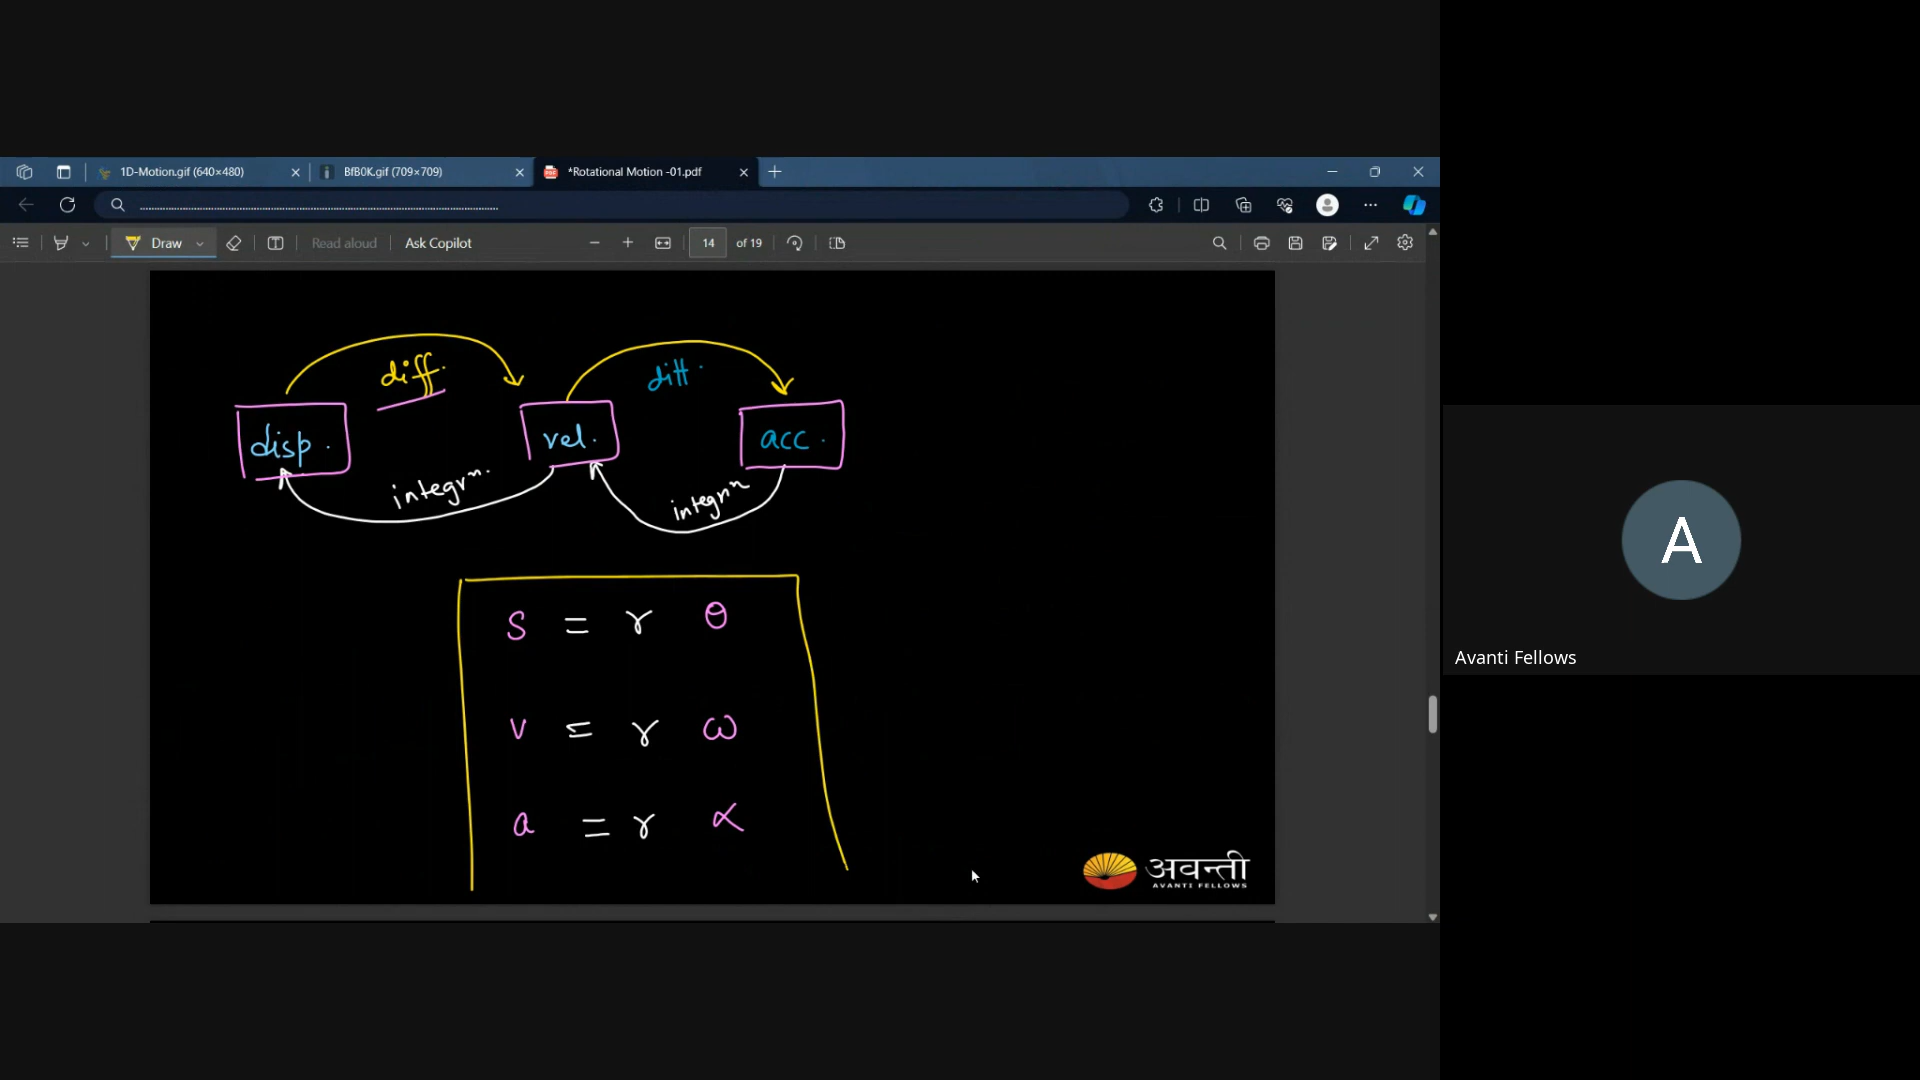 1D-Motion.gif (640×480) BfB0K.gif (709×709) *Rotational Motion -01.pdf
Draw Read aloud Ask Copilot 14 of 19
diff. diff.
disp. vel. acc.
integrⁿ. integrⁿ
S = r θ
v = r ω
a = r α
अवन्ती
AVANTI FELLOWS
A
Avanti Fellows